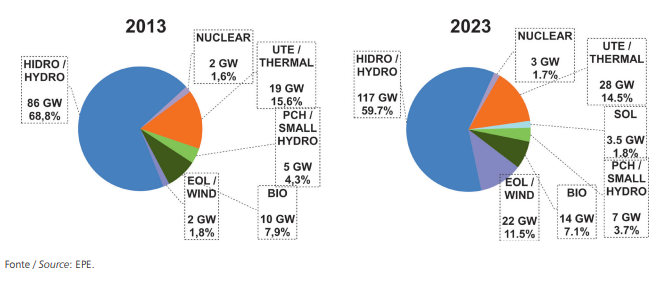 2013
NUCLEAR
2 GW
1,6%
UTE /
THERMAL
19 GW
15,6%
HIDRO /
HYDRO
86 GW
68,8%
PCH /
SMALL
HYDRO
5 GW
4,3%
EOL /
WIND
2 GW
1,8%
BIO
10 GW
7,9%
2023
NUCLEAR
3 GW
1.7%
UTE /
THERMAL
28 GW
14.5%
HIDRO /
HYDRO
117 GW
59.7%
SOL
3.5 GW
1.8%
PCH /
SMALL
HYDRO
7 GW
3.7%
EOL /
WIND
22 GW
11.5%
BIO
14 GW
7.1%
Fonte / Source: EPE.